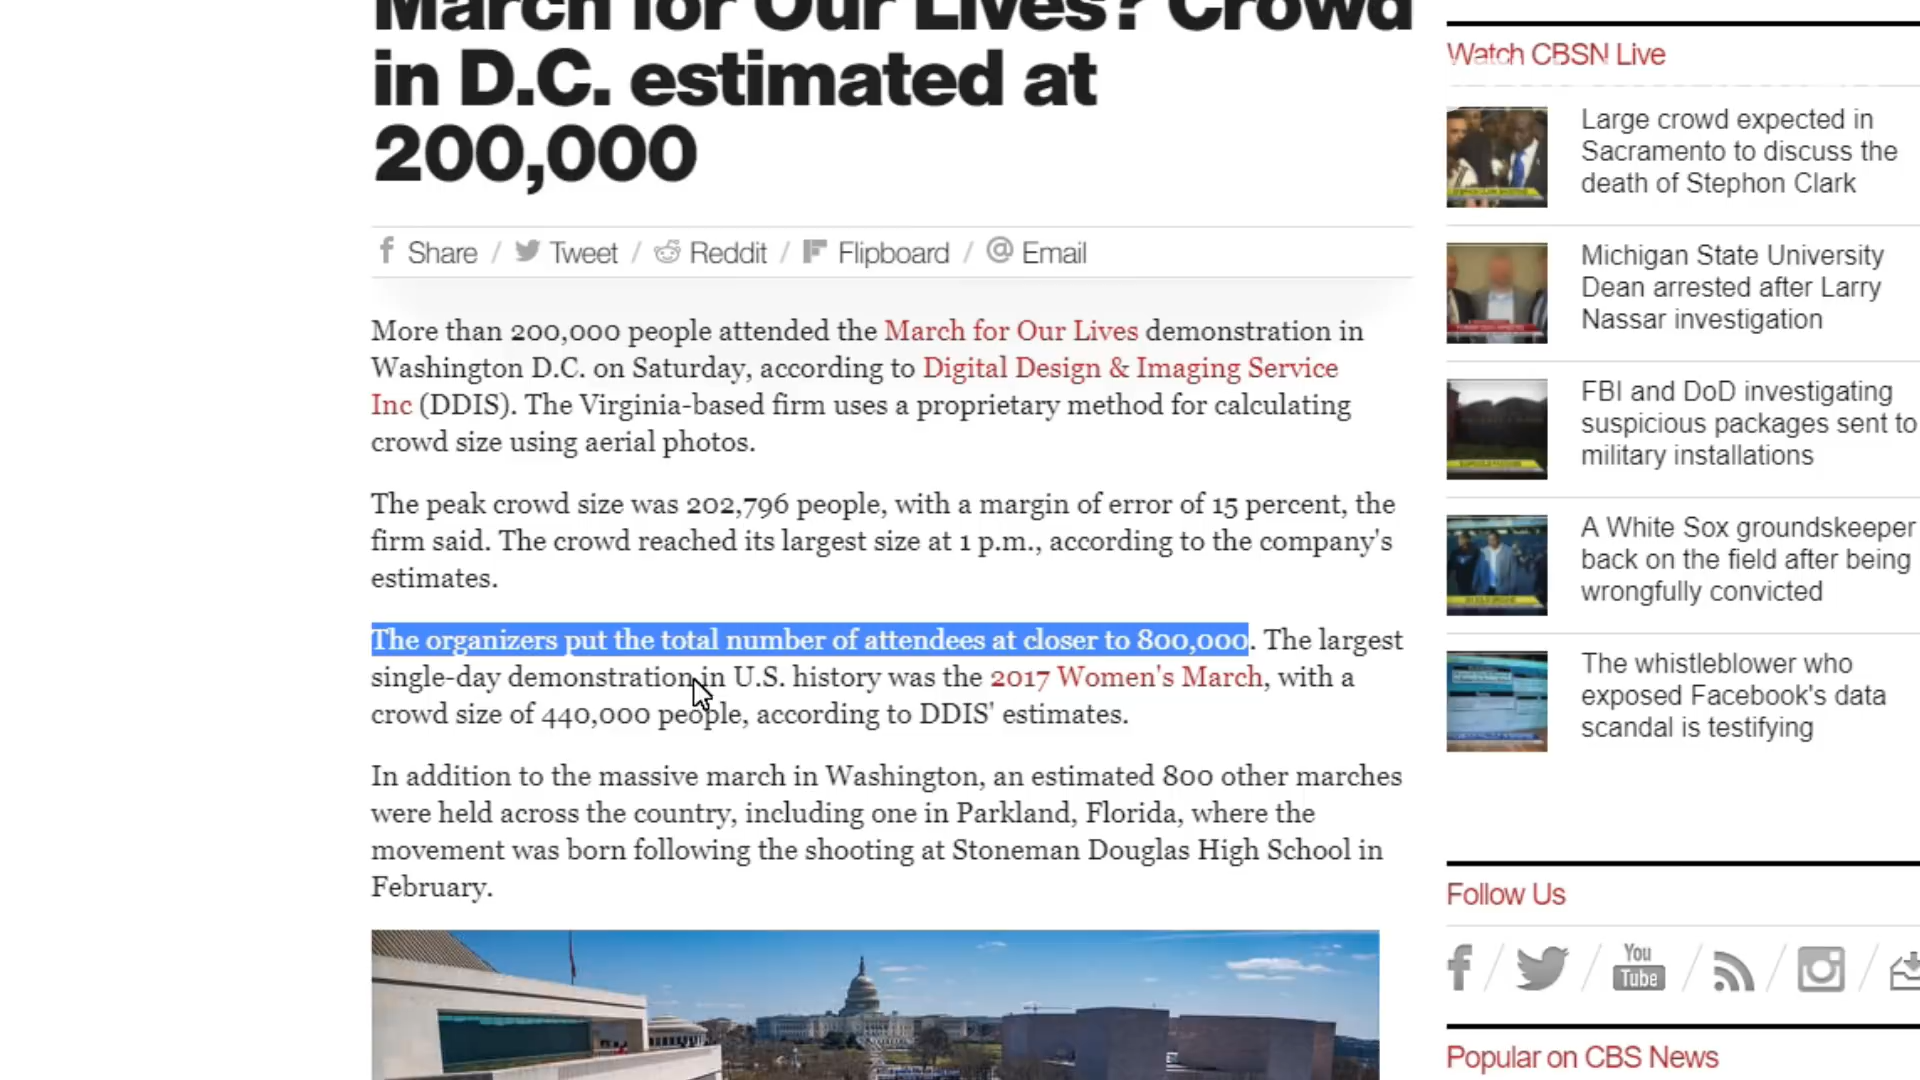 March for Our Lives? Crowd
in D.C. estimated at
200,000
Share / Tweet / Reddit / Flipboard / Email
More than 200,000 people attended the March for Our Lives demonstration in
Washington D.C. on Saturday, according to Digital Design & Imaging Service
Inc (DDIS). The Virginia-based firm uses a proprietary method for calculating
crowd size using aerial photos.
The peak crowd size was 202,796 people, with a margin of error of 15 percent, the
firm said. The crowd reached its largest size at 1 p.m., according to the company's
estimates.
The organizers put the total number of attendees at closer to 800,000. The largest
single-day demonstration in U.S. history was the 2017 Women's March, with a
crowd size of 440,000 people, according to DDIS' estimates.
In addition to the massive march in Washington, an estimated 800 other marches
were held across the country, including one in Parkland, Florida, where the
movement was born following the shooting at Stoneman Douglas High School in
February.
Watch CBSN Live
Large crowd expected in
Sacramento to discuss the
death of Stephon Clark
Michigan State University
Dean arrested after Larry
Nassar investigation
FBI and DoD investigating
suspicious packages sent to
military installations
A White Sox groundskeeper
back on the field after being
wrongfully convicted
The whistleblower who
exposed Facebook's data
scandal is testifying
Follow Us
You
Tube
Popular on CBS News